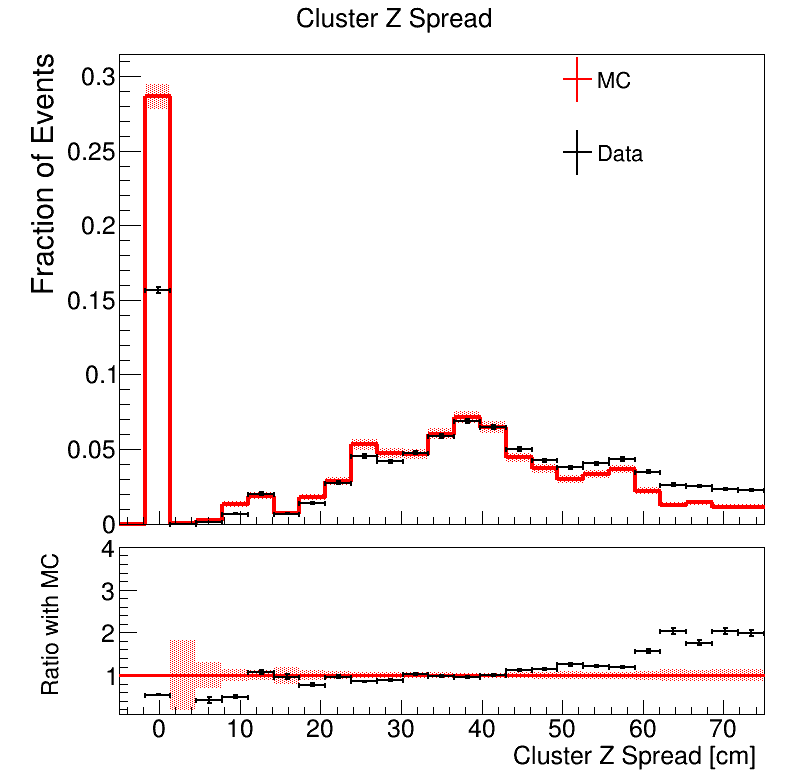 Cluster Z Spread
Fraction of Events
0.3
0.25
0.2
0.15
0.1
0.05
0
MC
Data
Ratio with MC
4
3
2
1
0 10 20 30 40 50 60 70
Cluster Z Spread [cm]